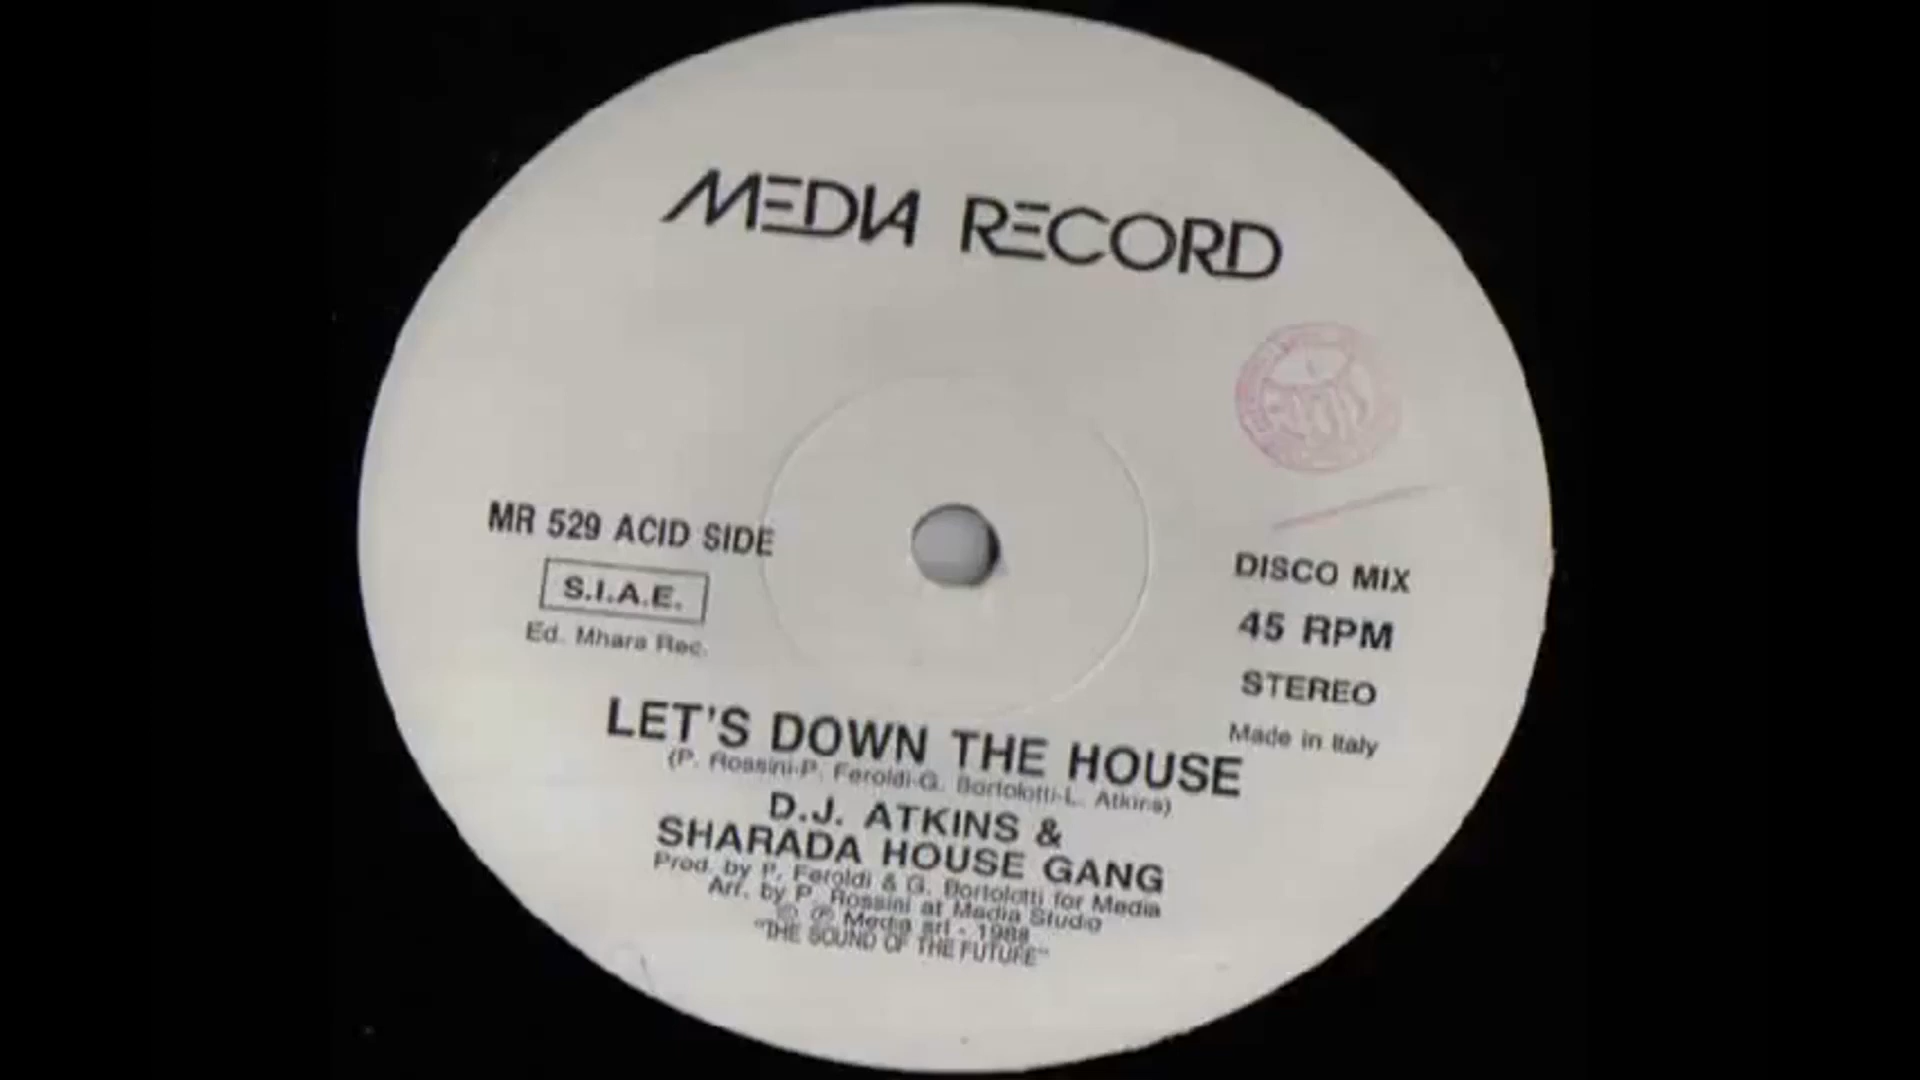 MEDIA RECORD
MR 529 ACID SIDE
S.I.A.E.
Ed. Mhara Rec.
DISCO MIX
45 RPM
STEREO
Made in Italy
LET'S DOWN THE HOUSE
(P. Rossini-P. Feroldi-G. Bortolotti-L. Atkins)
D.J. ATKINS &
SHARADA HOUSE GANG
Prod. by P. Feroldi & G. Bortolotti for Media
Arr. by P. Rossini at Media Studio
© ℗ Media srl - 1988
"THE SOUND OF THE FUTURE"